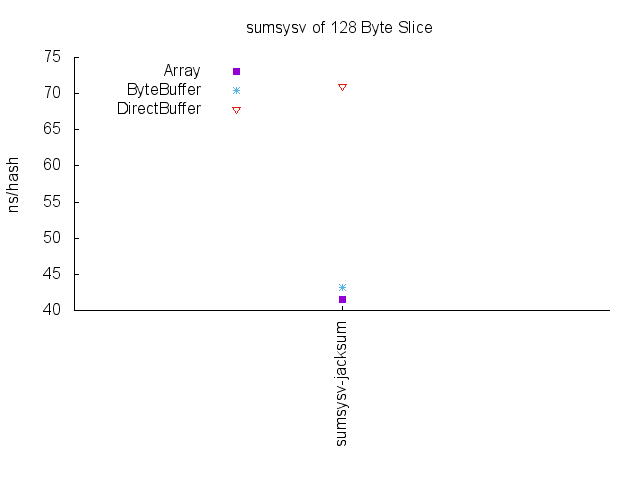 sumsysv of 128 Byte Slice
75
70
65
60
55
50
45
40
ns/hash
Array
ByteBuffer
DirectBuffer
sumsysv-jacksum